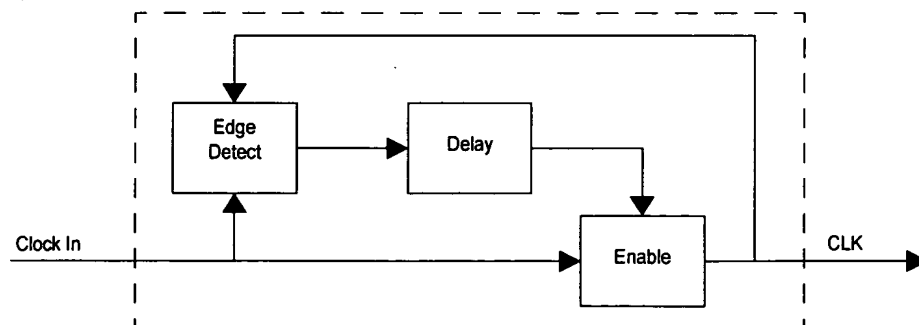 Edge
Detect
Delay
Clock In
Enable
CLK